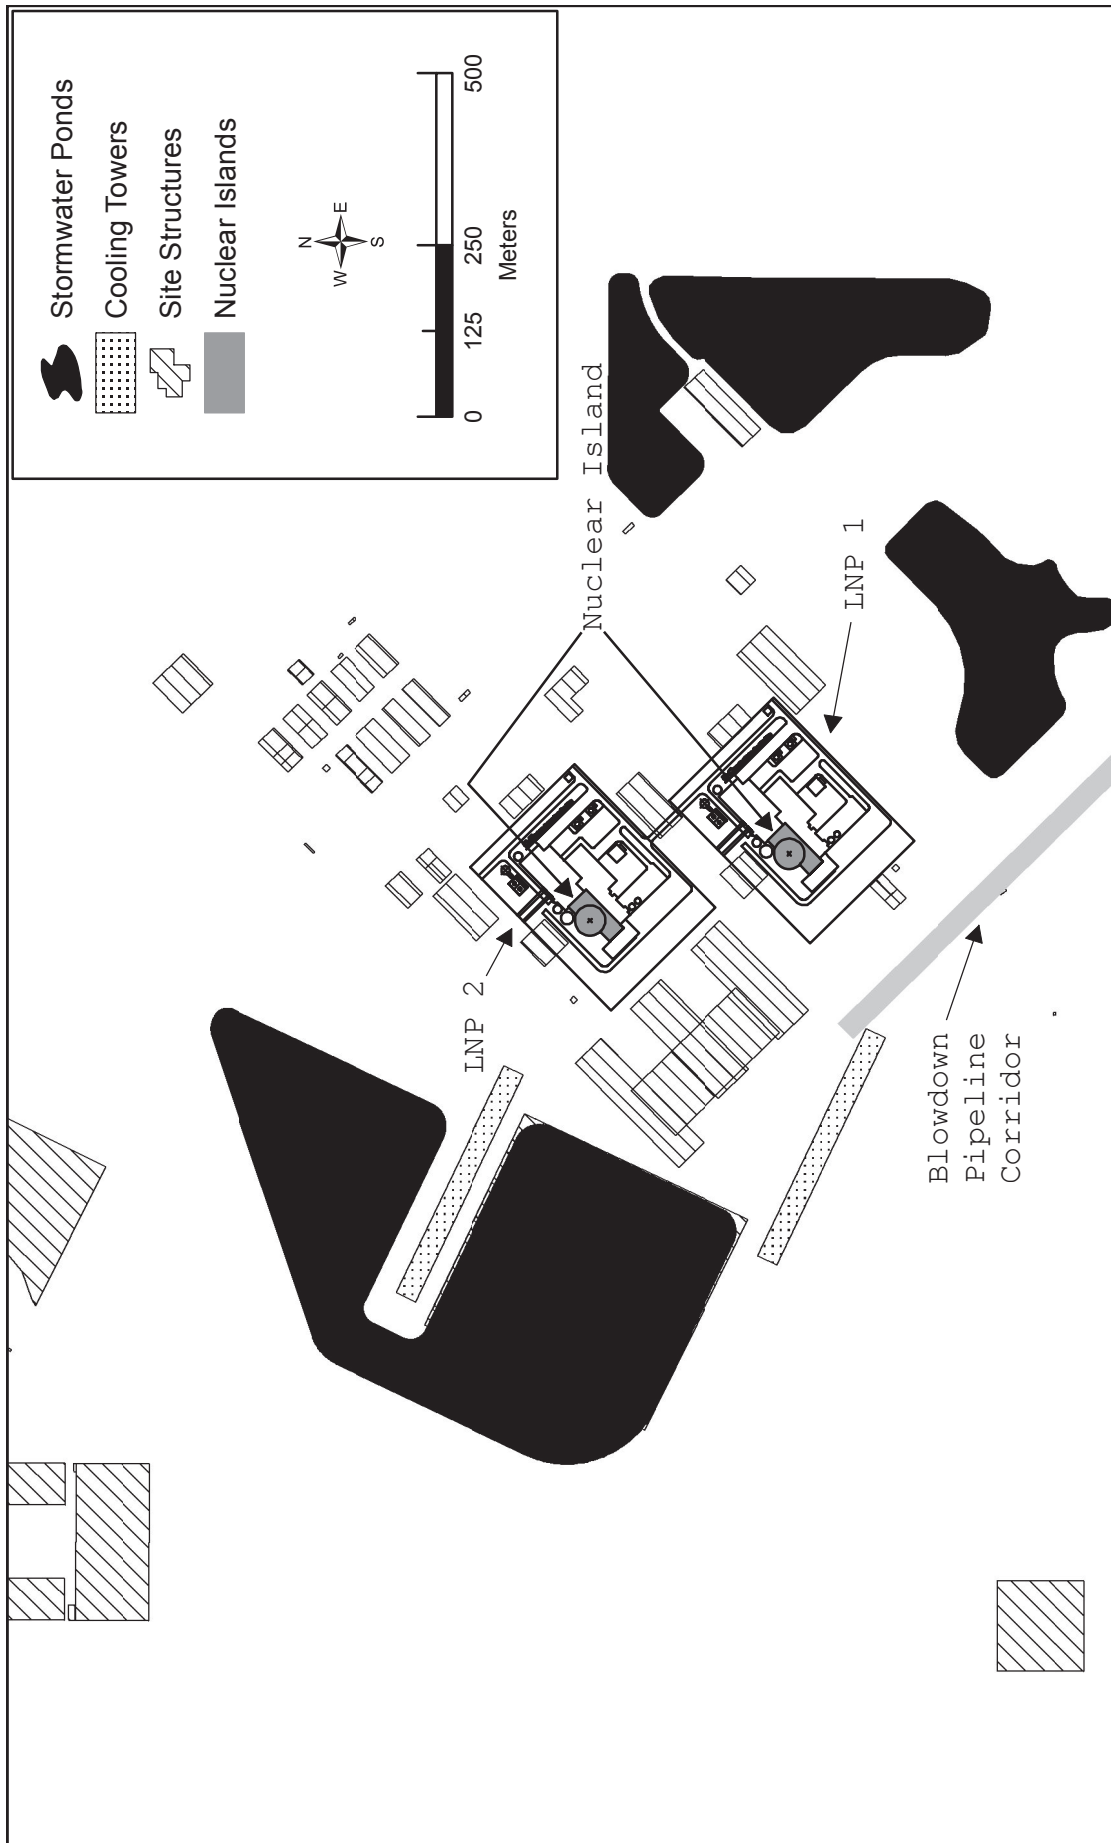 Stormwater Ponds
Cooling Towers
Site Structures
Nuclear Islands
N
W
E
S
0
125
250
500
Meters
Nuclear Island
LNP 2
LNP 1
Blowdown
Pipeline
Corridor